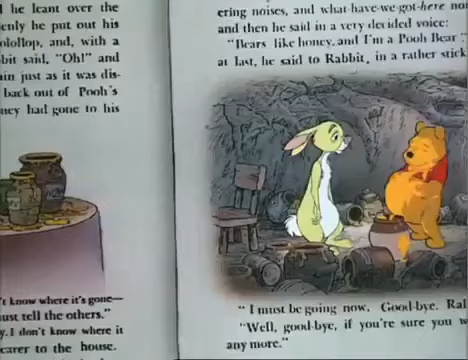 he leant over the
nly he put out his
lollop, and, with a
bit said, "Oh!" and
in just as it was dis-
back out of Pooh's
ney had gone to his
't know where it's gone—
ust tell the others."
y. I don't know where it
earer to the house.
ering noises, and what-have-we-got-here noi
and then he said in a very decided voice:
"Bears like honey, and I'm a Pooh Bear
at last, he said to Rabbit, in a rather stick
"I must be going now. Good-bye. Ral
"Well, good-bye, if you're sure you w
any more."